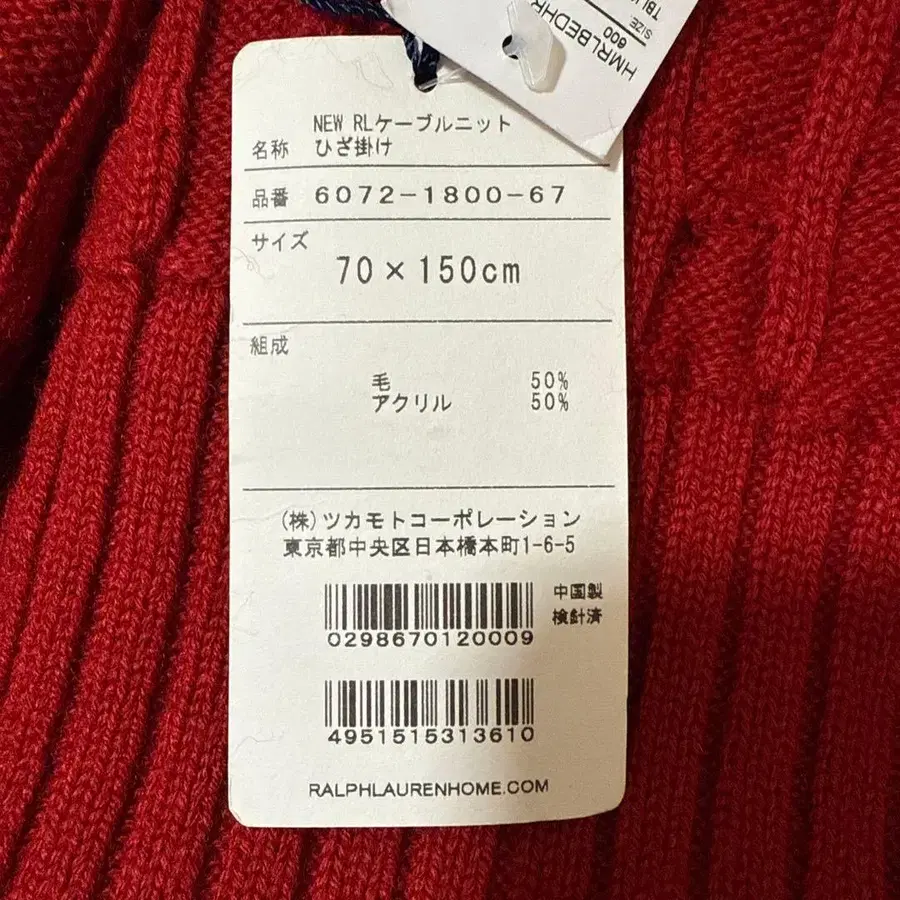 HMRLBEDHR
600
SIZE
NEW RLケーブルニット
名称 ひざ掛け
品番 6072-1800-67
サイズ
70×150cm
組成
毛 50%
アクリル 50%
(株)ツカモトコーポレーション
東京都中央区日本橋本町1-6-5
中国製
検針済
0298670120009
4951515313610
RALPHLAURENHOME.COM